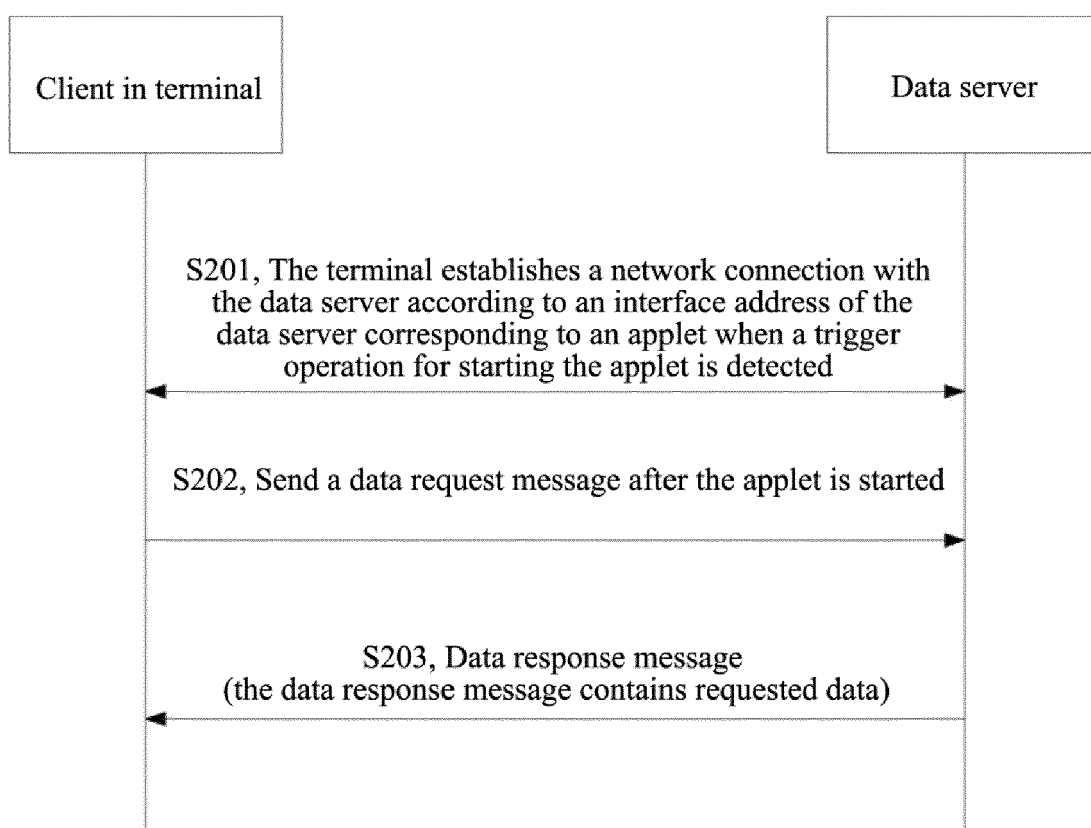 Client in terminal
Data server
S201, The terminal establishes a network connection with
the data server according to an interface address of the
data server corresponding to an applet when a trigger
operation for starting the applet is detected
S202, Send a data request message after the applet is started
S203, Data response message
(the data response message contains requested data)